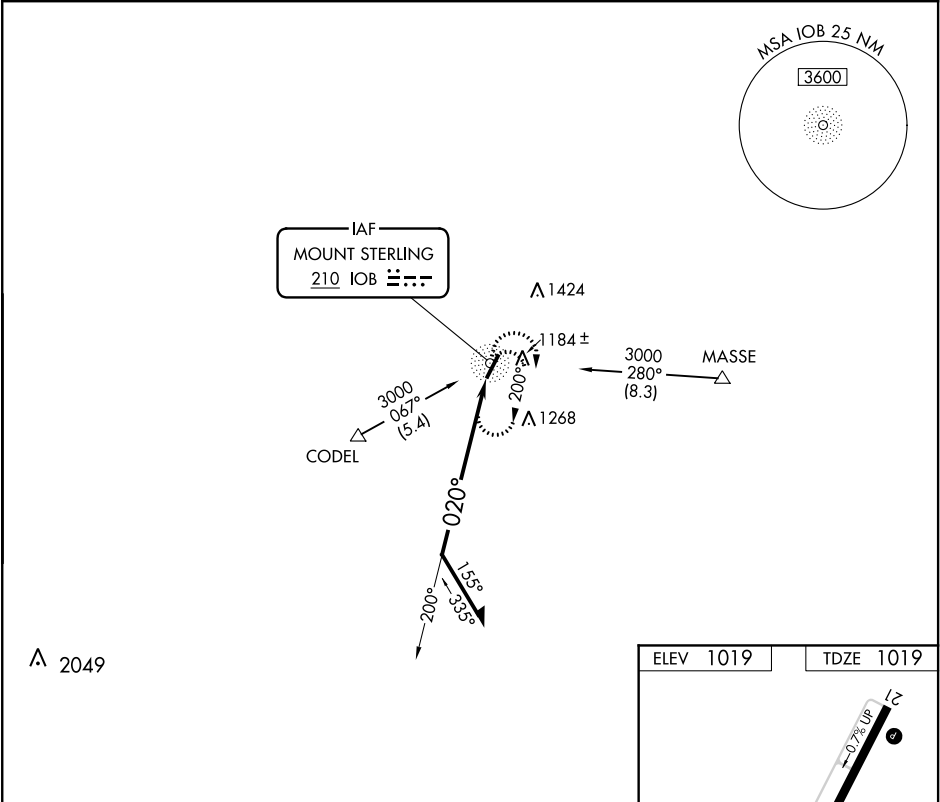 MSA IOB 25 NM
3600
IAF
MOUNT STERLING
210 IOB
1424
1184 ±
3000
280°
(8.3)
MASSE
3000
067°
(5.4)
CODEL
200°
1268
020°
155°
335°
200°
2049
ELEV 1019
TDZE 1019
21
0.7% UP
P